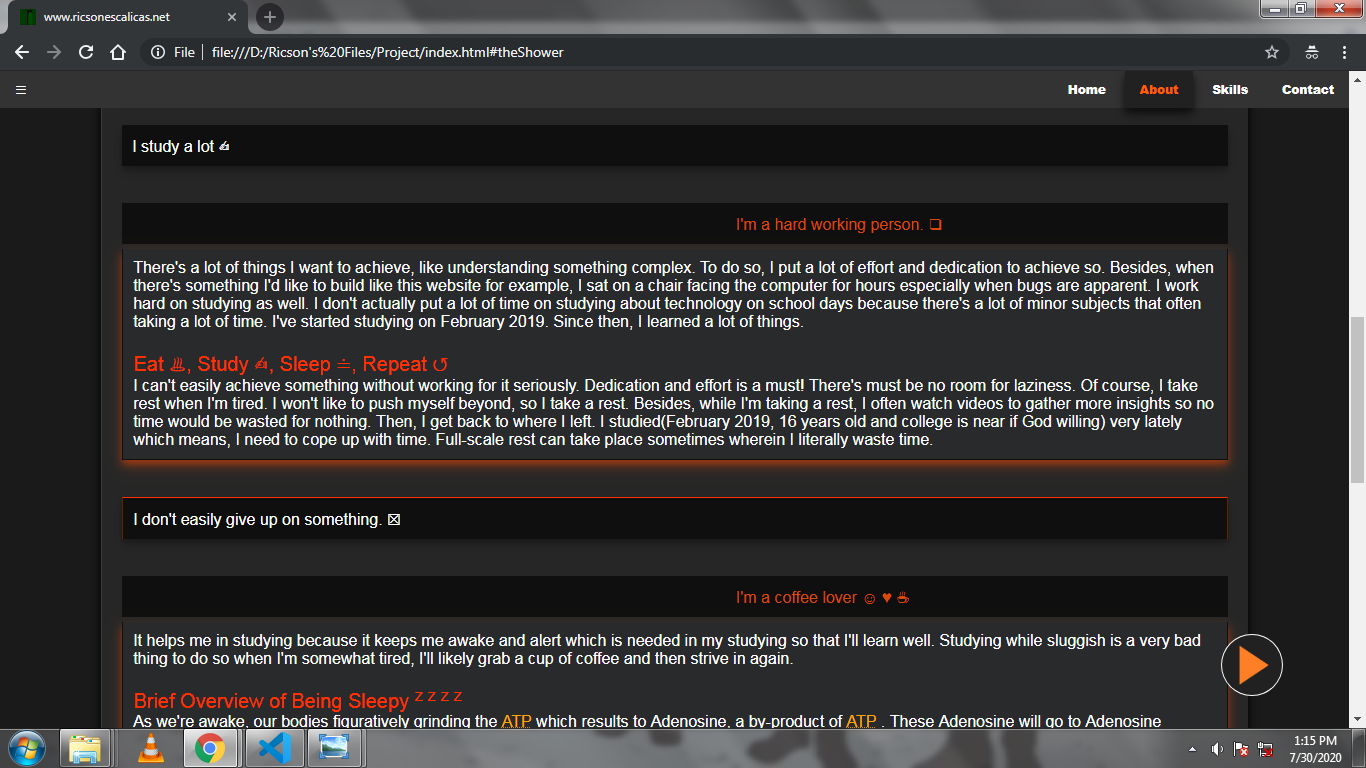 www.ricsonescalicas.net
File
file:///D:/Ricson's%20Files/Project/index.html#theShower
Home About Skills Contact
I study a lot ✍
I'm a hard working person. ❏
There's a lot of things I want to achieve, like understanding something complex. To do so, I put a lot of effort and dedication to achieve so. Besides, when
there's something I'd like to build like this website for example, I sat on a chair facing the computer for hours especially when bugs are apparent. I work
hard on studying as well. I don't actually put a lot of time on studying about technology on school days because there's a lot of minor subjects that often
taking a lot of time. I've started studying on February 2019. Since then, I learned a lot of things.
Eat ♨, Study ✍, Sleep ∸, Repeat ↺
I can't easily achieve something without working for it seriously. Dedication and effort is a must! There's must be no room for laziness. Of course, I take
rest when I'm tired. I won't like to push myself beyond, so I take a rest. Besides, while I'm taking a rest, I often watch videos to gather more insights so no
time would be wasted for nothing. Then, I get back to where I left. I studied(February 2019, 16 years old and college is near if God willing) very lately
which means, I need to cope up with time. Full-scale rest can take place sometimes wherein I literally waste time.
I don't easily give up on something. ☒
I'm a coffee lover ☺ ♥ ☕
It helps me in studying because it keeps me awake and alert which is needed in my studying so that I'll learn well. Studying while sluggish is a very bad
thing to do so when I'm somewhat tired, I'll likely grab a cup of coffee and then strive in again.
Brief Overview of Being Sleepy z z z z
As we're awake, our bodies figuratively grinding the ATP which results to Adenosine, a by-product of ATP . These Adenosine will go to Adenosine
1:15 PM
7/30/2020